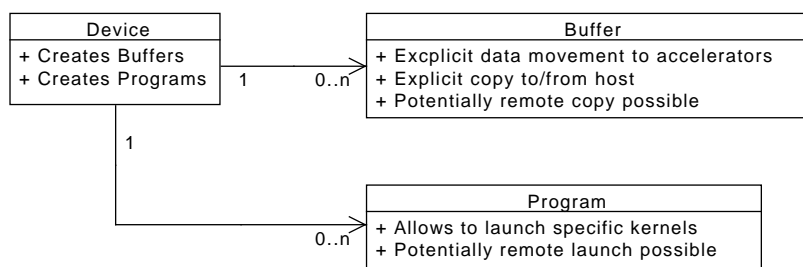 Device
+ Creates Buffers
+ Creates Programs
1
0..n
Buffer
+ Excplicit data movement to accelerators
+ Explicit copy to/from host
+ Potentially remote copy possible
1
0..n
Program
+ Allows to launch specific kernels
+ Potentially remote launch possible